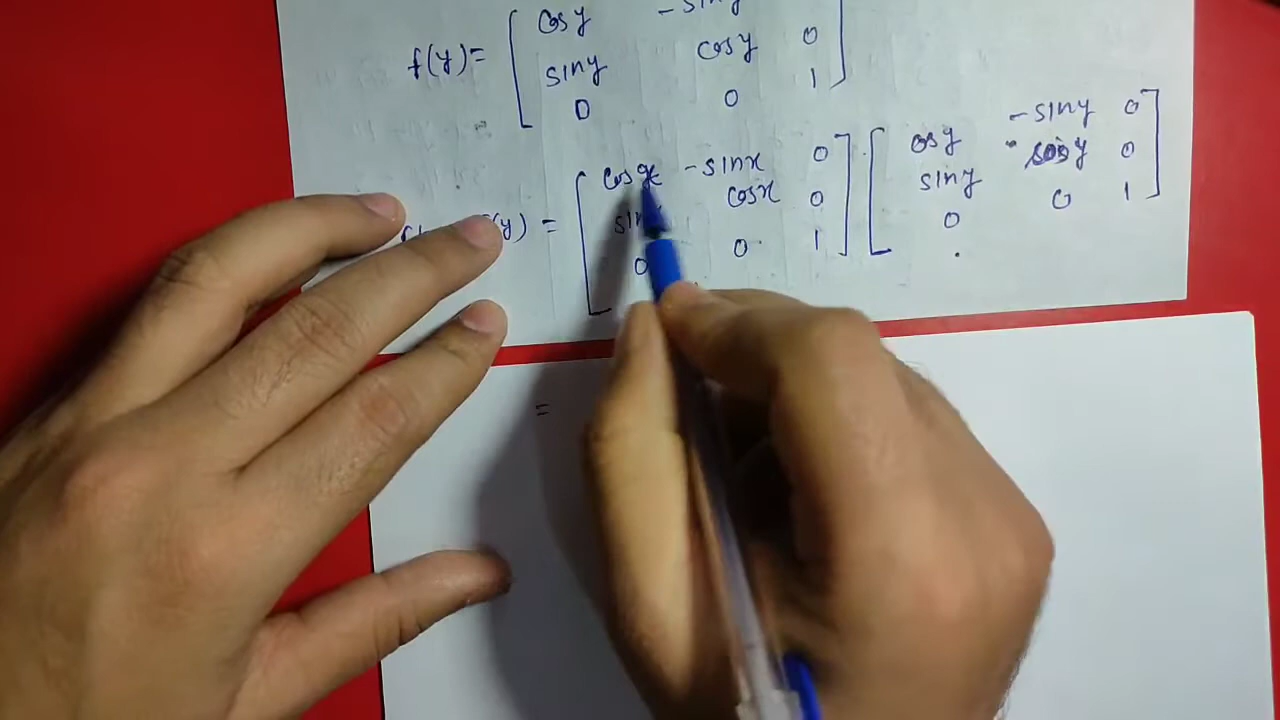 cosy -siny
f(y)= siny cosy 0
0 0 1
cosx -sinx 0 cosy -siny 0
f(y) = sin cosx 0 siny cosy 0
0 0 1 0 0 1
=